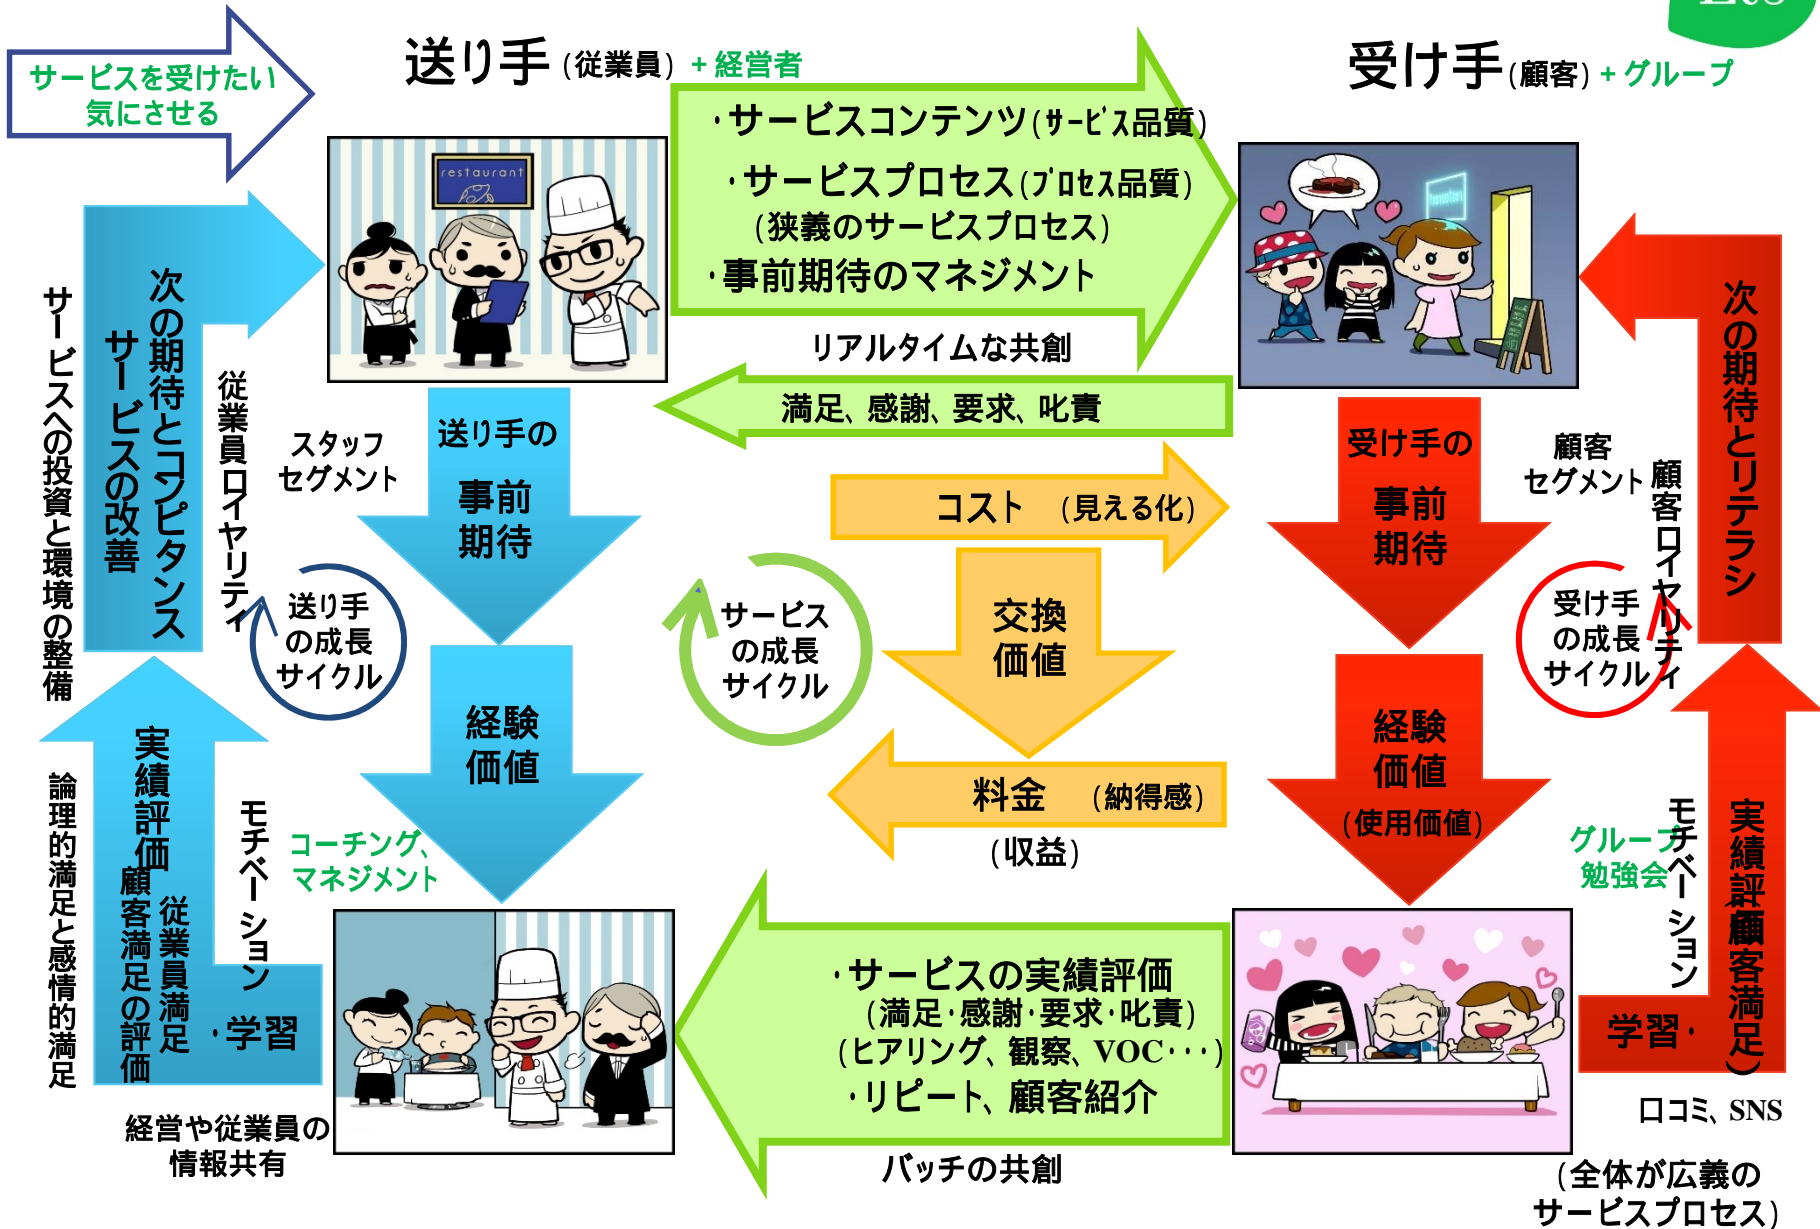 サービスを受けたい
気にさせる
送り手 (従業員) + 経営者
受け手 (顧客) + グループ
restaurant
・サービスコンテンツ(サービス品質)
・サービスプロセス(プロセス品質)
(狭義のサービスプロセス)
・事前期待のマネジメント
リアルタイムな共創
満足、感謝、要求、叱責
サービスへの投資と環境の整備
次の期待とコンピタンス
サービスの改善
従業員ロイヤリティ
スタッフ
セグメント
送り手の
事前
期待
送り手
の成長
サイクル
経験
価値
サービス
の成長
サイクル
コスト (見える化)
交換
価値
料金 (納得感)
(収益)
受け手の
事前
期待
顧客
セグメント
顧客ロイヤリティ
受け手
の成長
サイクル
次の期待とリテラシ
経験
価値
(使用価値)
論理的満足と感情的満足
実績評価
従業員満足
顧客満足の評価
・学習
モチベーション
コーチング、
マネジメント
経営や従業員の
情報共有
・サービスの実績評価
(満足・感謝・要求・叱責)
(ヒアリング、観察、VOC・・・)
・リピート、顧客紹介
バッチの共創
グループ
勉強会
モチベーション
実績評価(顧客満足)
学習・
口コミ、SNS
(全体が広義の
サービスプロセス)